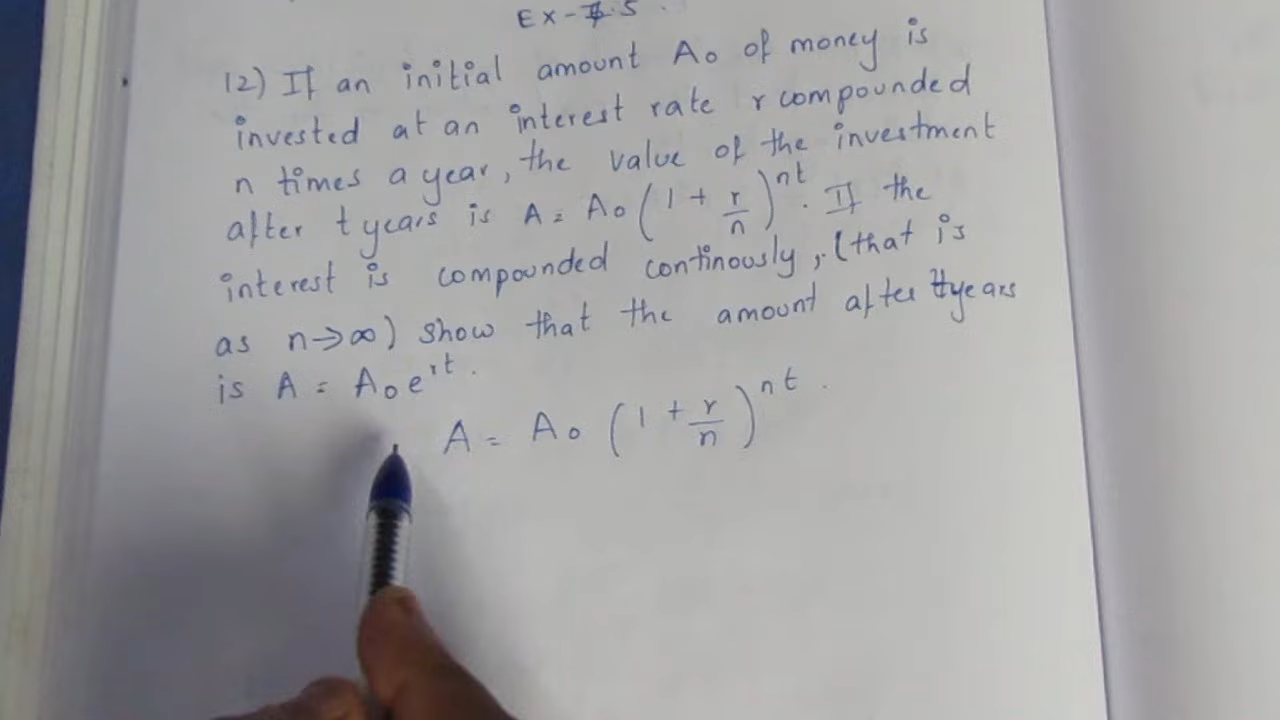 Ex-7.5.
12) If an initial amount A₀ of money is
invested at an interest rate r compounded
n times a year, the value of the investment
after t years is A = A₀ (1 + r/n)^nt. If the
interest is compounded continously, (that is
as n→∞) show that the amount after t years
is A = A₀e^rt.
A = A₀ (1 + r/n)^nt.